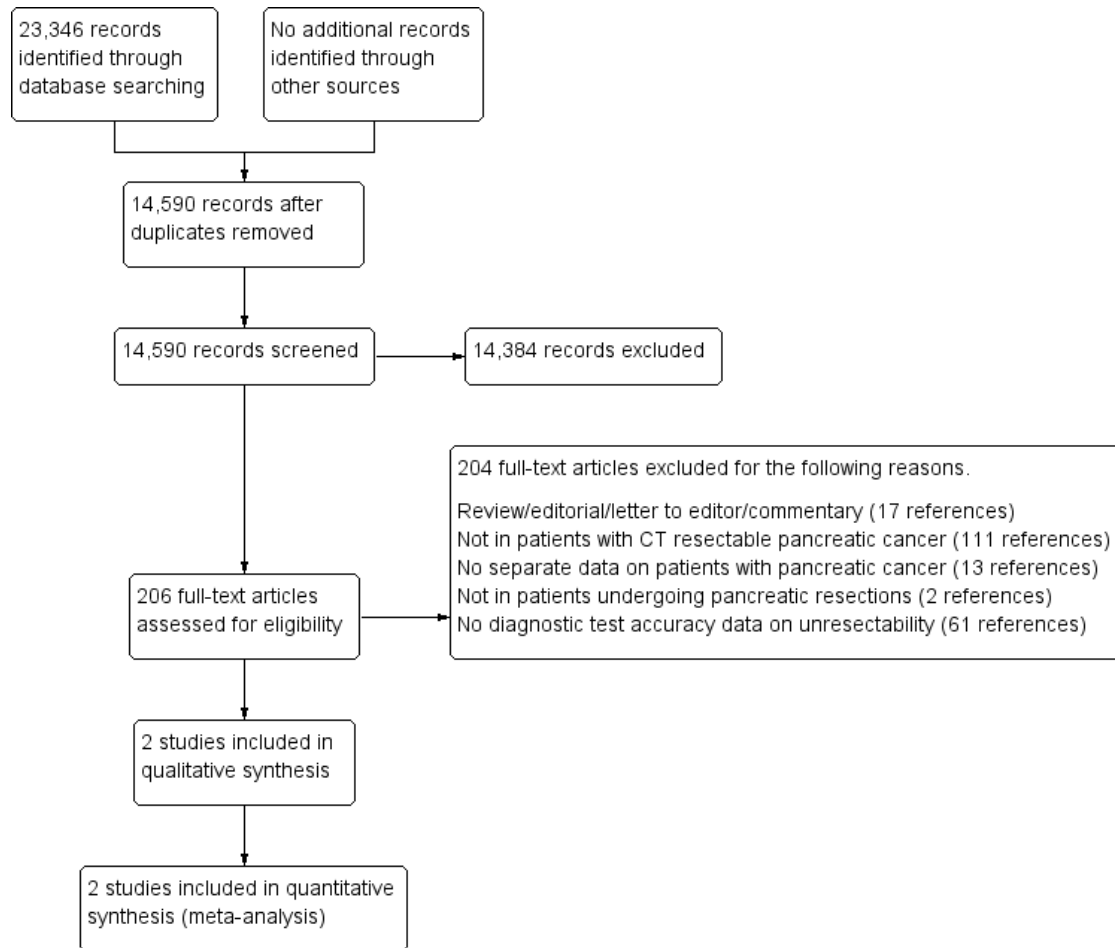 23,346 records
identified through
database searching
No additional records
identified through
other sources
14,590 records after
duplicates removed
14,590 records screened
14,384 records excluded
204 full-text articles excluded for the following reasons.
Review/editorial/letter to editor/commentary (17 references)
Not in patients with CT resectable pancreatic cancer (111 references)
No separate data on patients with pancreatic cancer (13 references)
Not in patients undergoing pancreatic resections (2 references)
No diagnostic test accuracy data on unresectability (61 references)
206 full-text articles
assessed for eligibility
2 studies included in
qualitative synthesis
2 studies included in quantitative
synthesis (meta-analysis)